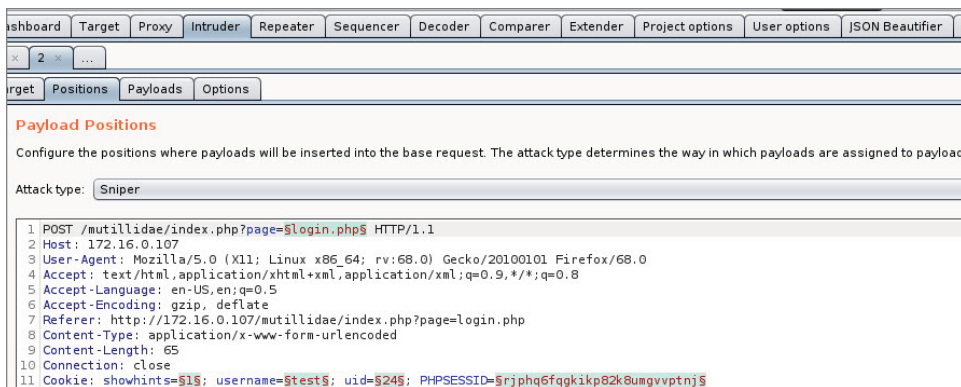 ashboard Target Proxy Intruder Repeater Sequencer Decoder Comparer Extender Project options User options JSON Beautifier
× 2 × ...
rget Positions Payloads Options
Payload Positions
Configure the positions where payloads will be inserted into the base request. The attack type determines the way in which payloads are assigned to payload
Attack type: Sniper
1 POST /mutillidae/index.php?page=§login.php§ HTTP/1.1
2 Host: 172.16.0.107
3 User-Agent: Mozilla/5.0 (X11; Linux x86_64; rv:68.0) Gecko/20100101 Firefox/68.0
4 Accept: text/html,application/xhtml+xml,application/xml;q=0.9,*/*;q=0.8
5 Accept-Language: en-US,en;q=0.5
6 Accept-Encoding: gzip, deflate
7 Referer: http://172.16.0.107/mutillidae/index.php?page=login.php
8 Content-Type: application/x-www-form-urlencoded
9 Content-Length: 65
10 Connection: close
11 Cookie: showhints=§1§; username=§test§; uid=§24§; PHPSESSID=§rjphq6fqgkikp82k8umgvvptnj§